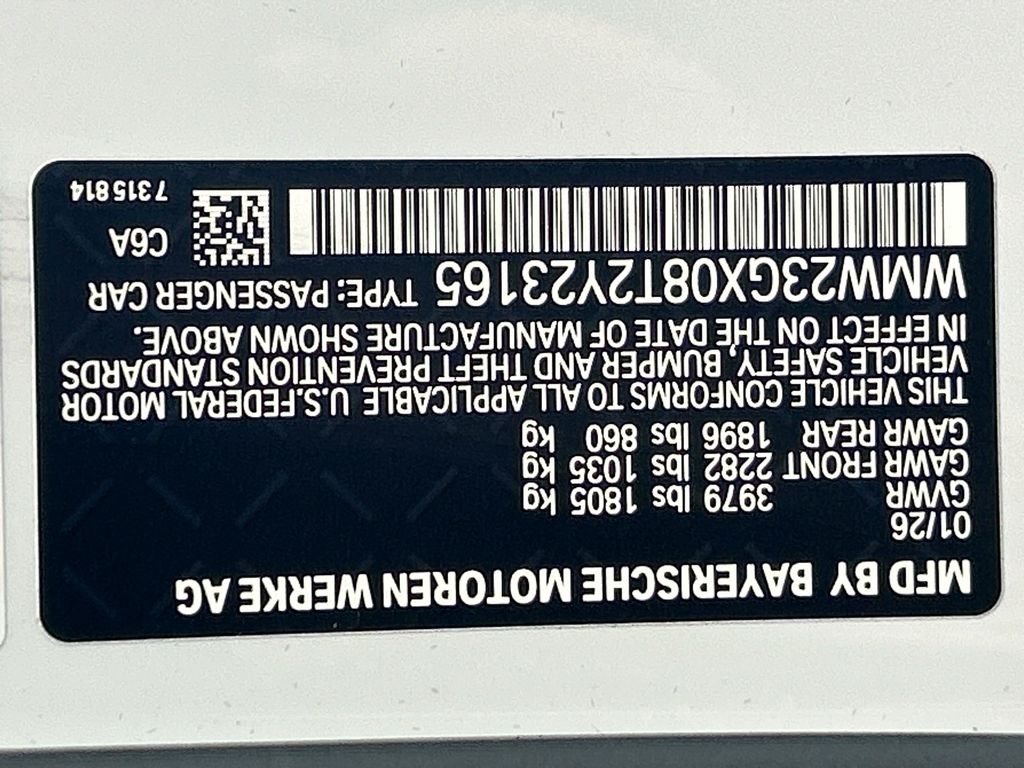 MFD BY BAYERISCHE MOTOREN WERKE AG
01/26
GVWR 3979 lbs 1805 kg
GAWR FRONT 2282 lbs 1035 kg
GAWR REAR 1896 lbs 860 kg
THIS VEHICLE CONFORMS TO ALL APPLICABLE U.S.FEDERAL MOTOR
VEHICLE SAFETY, BUMPER AND THEFT PREVENTION STANDARDS
IN EFFECT ON THE DATE OF MANUFACTURE SHOWN ABOVE.
WMW23GX08T2Y23165 TYPE: PASSENGER CAR
C6A
7315814